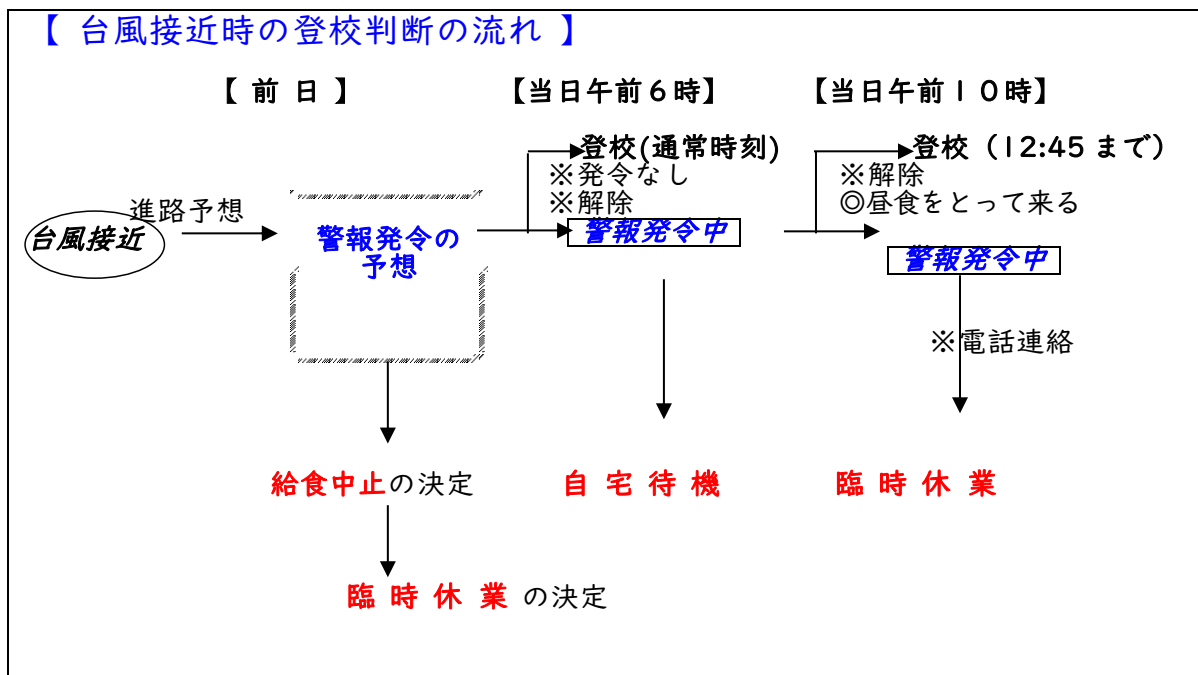 【 台風接近時の登校判断の流れ 】
【 前 日 】
【当日午前６時】
【当日午前１０時】
登校(通常時刻)
※発令なし
※解除
登校（12:45 まで）
※解除
◎昼食をとって来る
進路予想
台風接近
警報発令の
予想
警報発令中
警報発令中
※電話連絡
給食中止の決定
自 宅 待 機
臨 時 休 業
臨 時 休 業 の決定